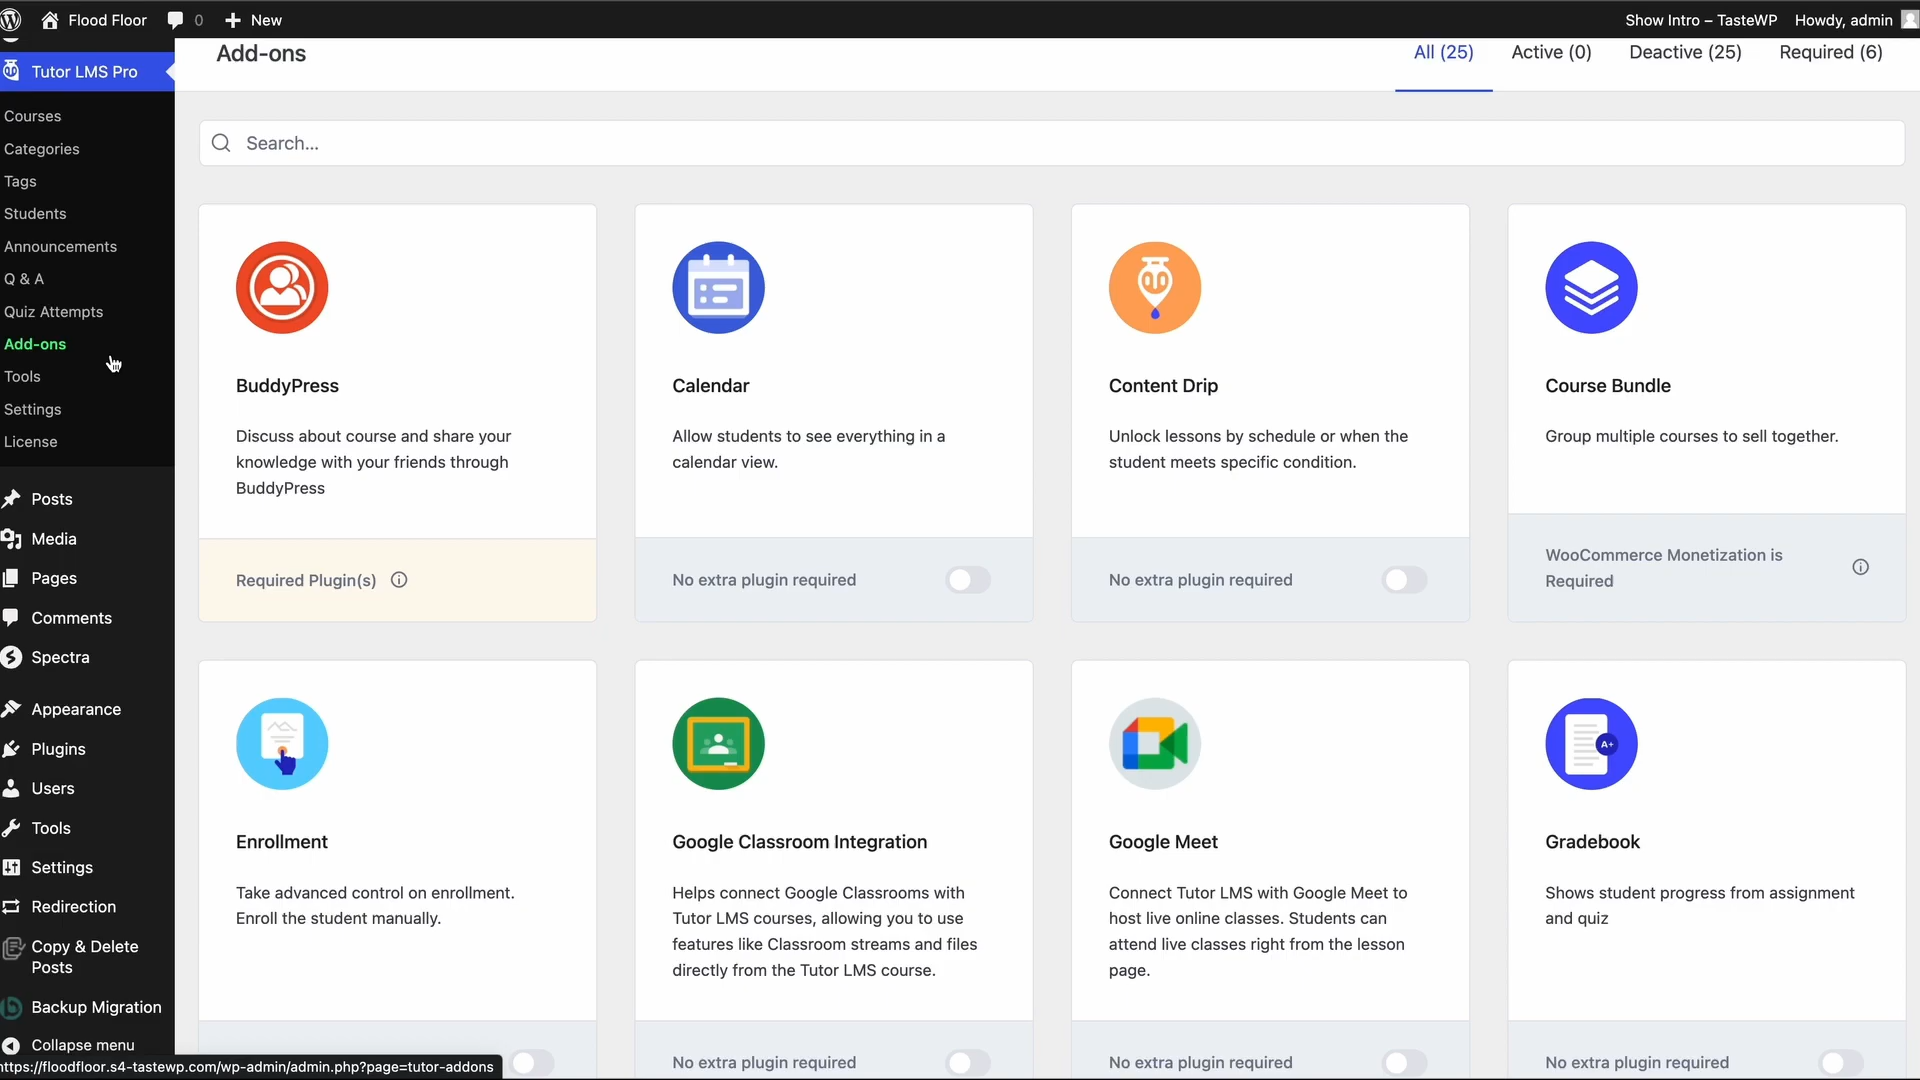 Flood Floor
0
New
Show Intro – TasteWP
Howdy, admin
Tutor LMS Pro
Courses
Categories
Tags
Students
Announcements
Q & A
Quiz Attempts
Add-ons
Tools
Settings
License
Posts
Media
Pages
Comments
Spectra
Appearance
Plugins
Users
Tools
Settings
Redirection
Copy & Delete
Posts
Backup Migration
Collapse menu
https://floodfloor.s4-tastewp.com/wp-admin/admin.php?page=tutor-addons
Add-ons
All (25)
Active (0)
Deactive (25)
Required (6)
Search...
BuddyPress
Discuss about course and share your
knowledge with your friends through
BuddyPress
Required Plugin(s)
Calendar
Allow students to see everything in a
calendar view.
No extra plugin required
Content Drip
Unlock lessons by schedule or when the
student meets specific condition.
No extra plugin required
Course Bundle
Group multiple courses to sell together.
WooCommerce Monetization is
Required
Enrollment
Take advanced control on enrollment.
Enroll the student manually.
Google Classroom Integration
Helps connect Google Classrooms with
Tutor LMS courses, allowing you to use
features like Classroom streams and files
directly from the Tutor LMS course.
No extra plugin required
Google Meet
Connect Tutor LMS with Google Meet to
host live online classes. Students can
attend live classes right from the lesson
page.
No extra plugin required
A+
Gradebook
Shows student progress from assignment
and quiz
No extra plugin required